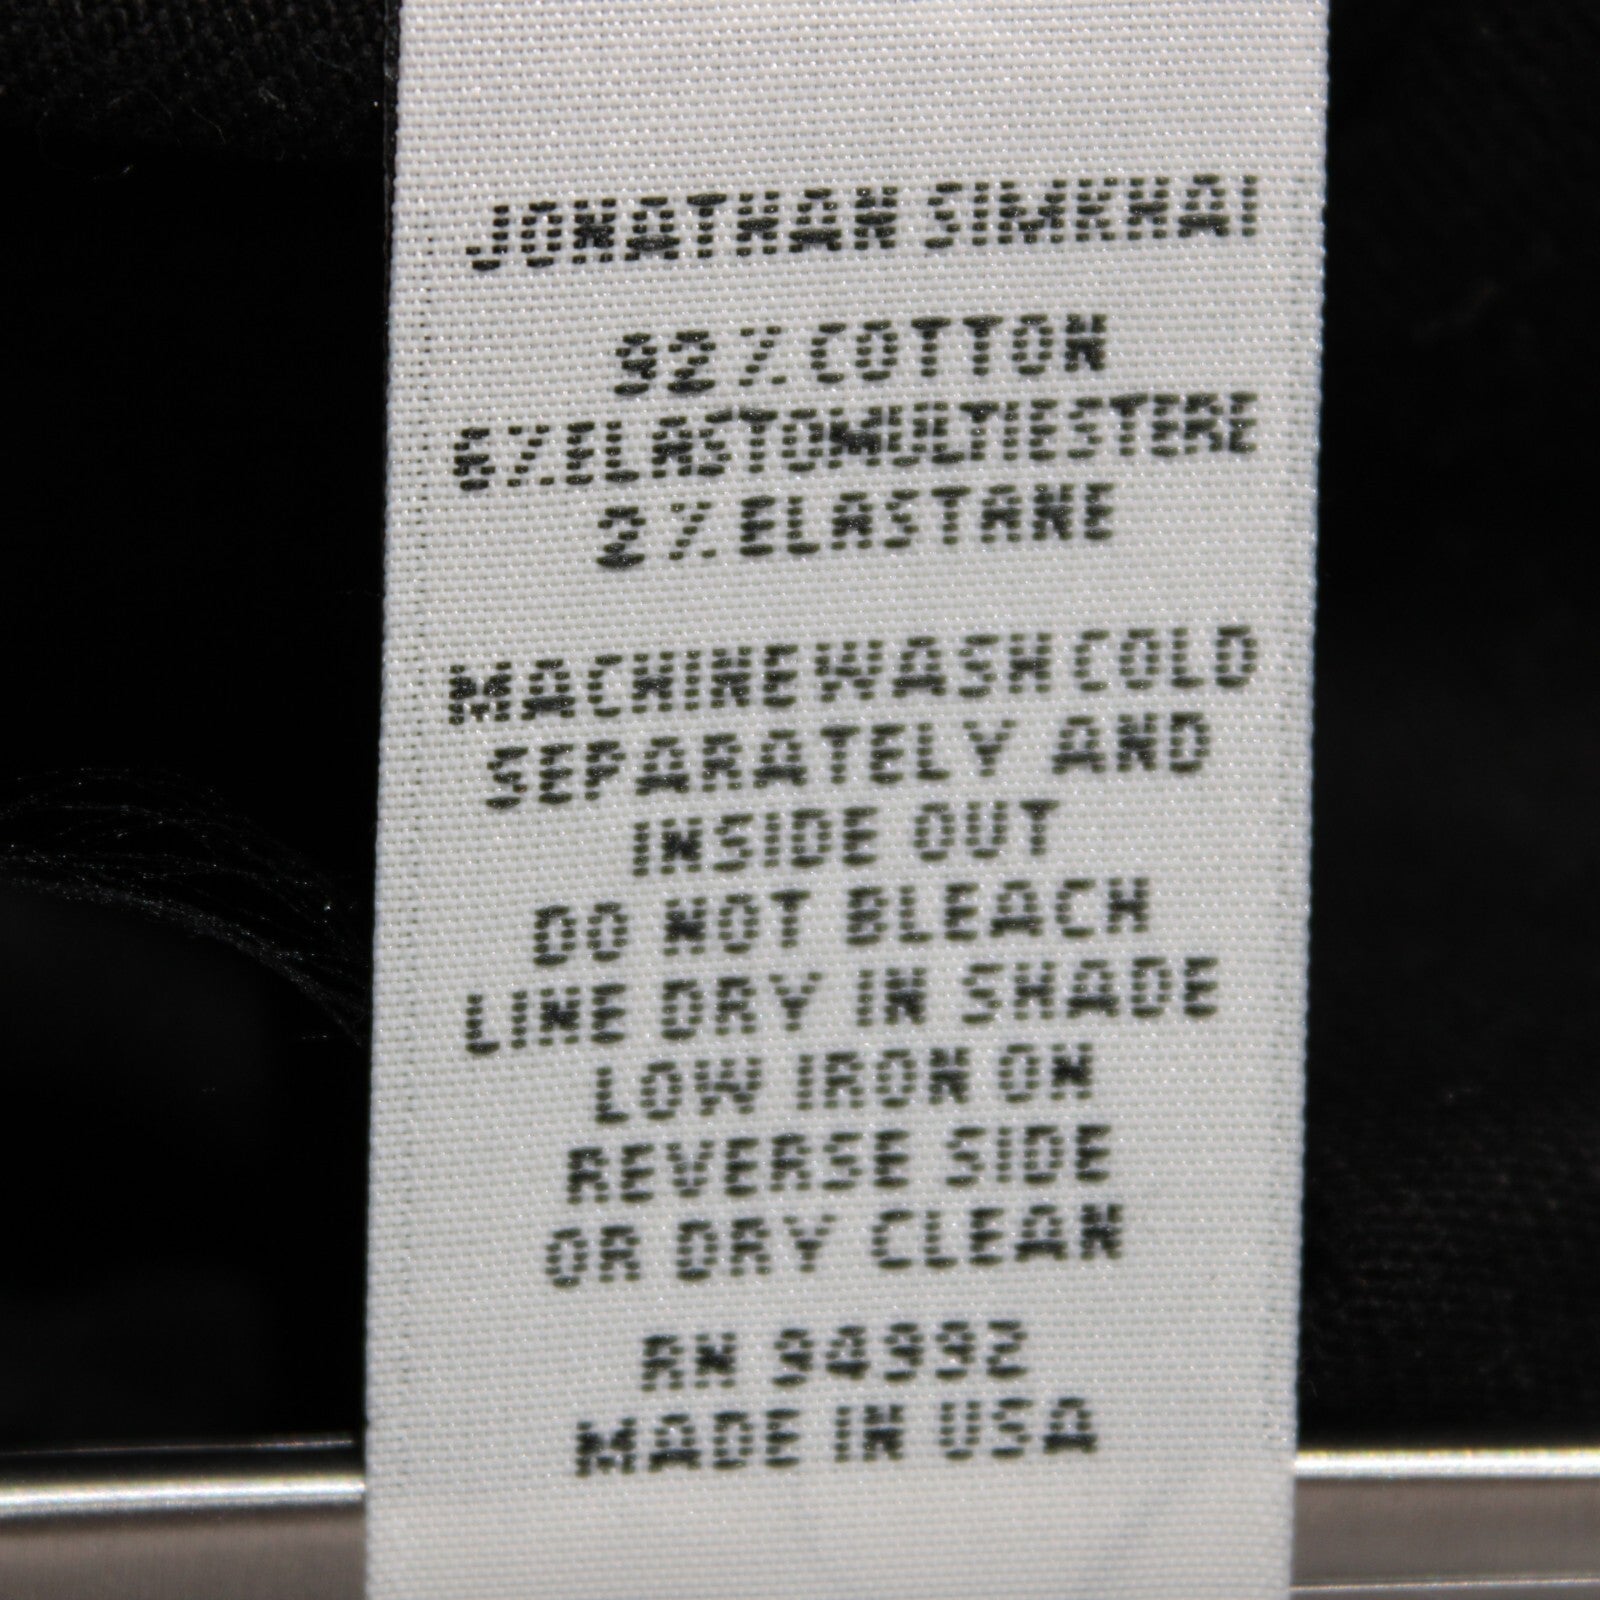 JONATHAN SIMKHAI
92% COTTON
6% ELASTOMULTIESTERE
2% ELASTANE
MACHINE WASH COLD
SEPARATELY AND
INSIDE OUT
DO NOT BLEACH
LINE DRY IN SHADE
LOW IRON ON
REVERSE SIDE
OR DRY CLEAN
RN 94992
MADE IN USA